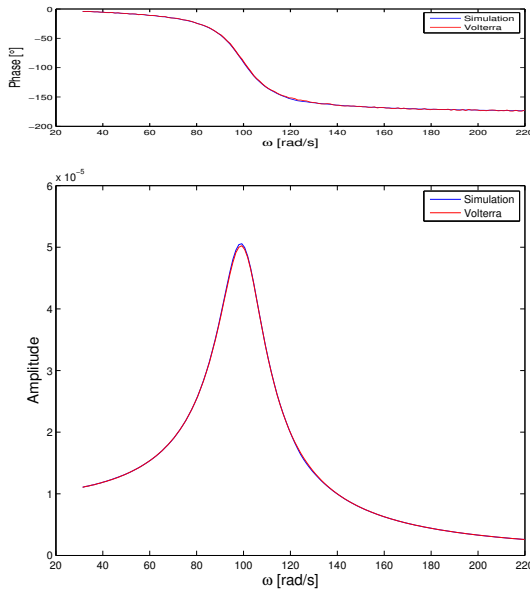 0
−50
−100
−150
−200
Phase [º]
Simulation
Volterra
20 40 60 80 100 120 140 160 180 200 220
ω [rad/s]
x 10⁻⁵
6
5
4
3
2
1
0
Amplitude
Simulation
Volterra
20 40 60 80 100 120 140 160 180 200 220
ω [rad/s]